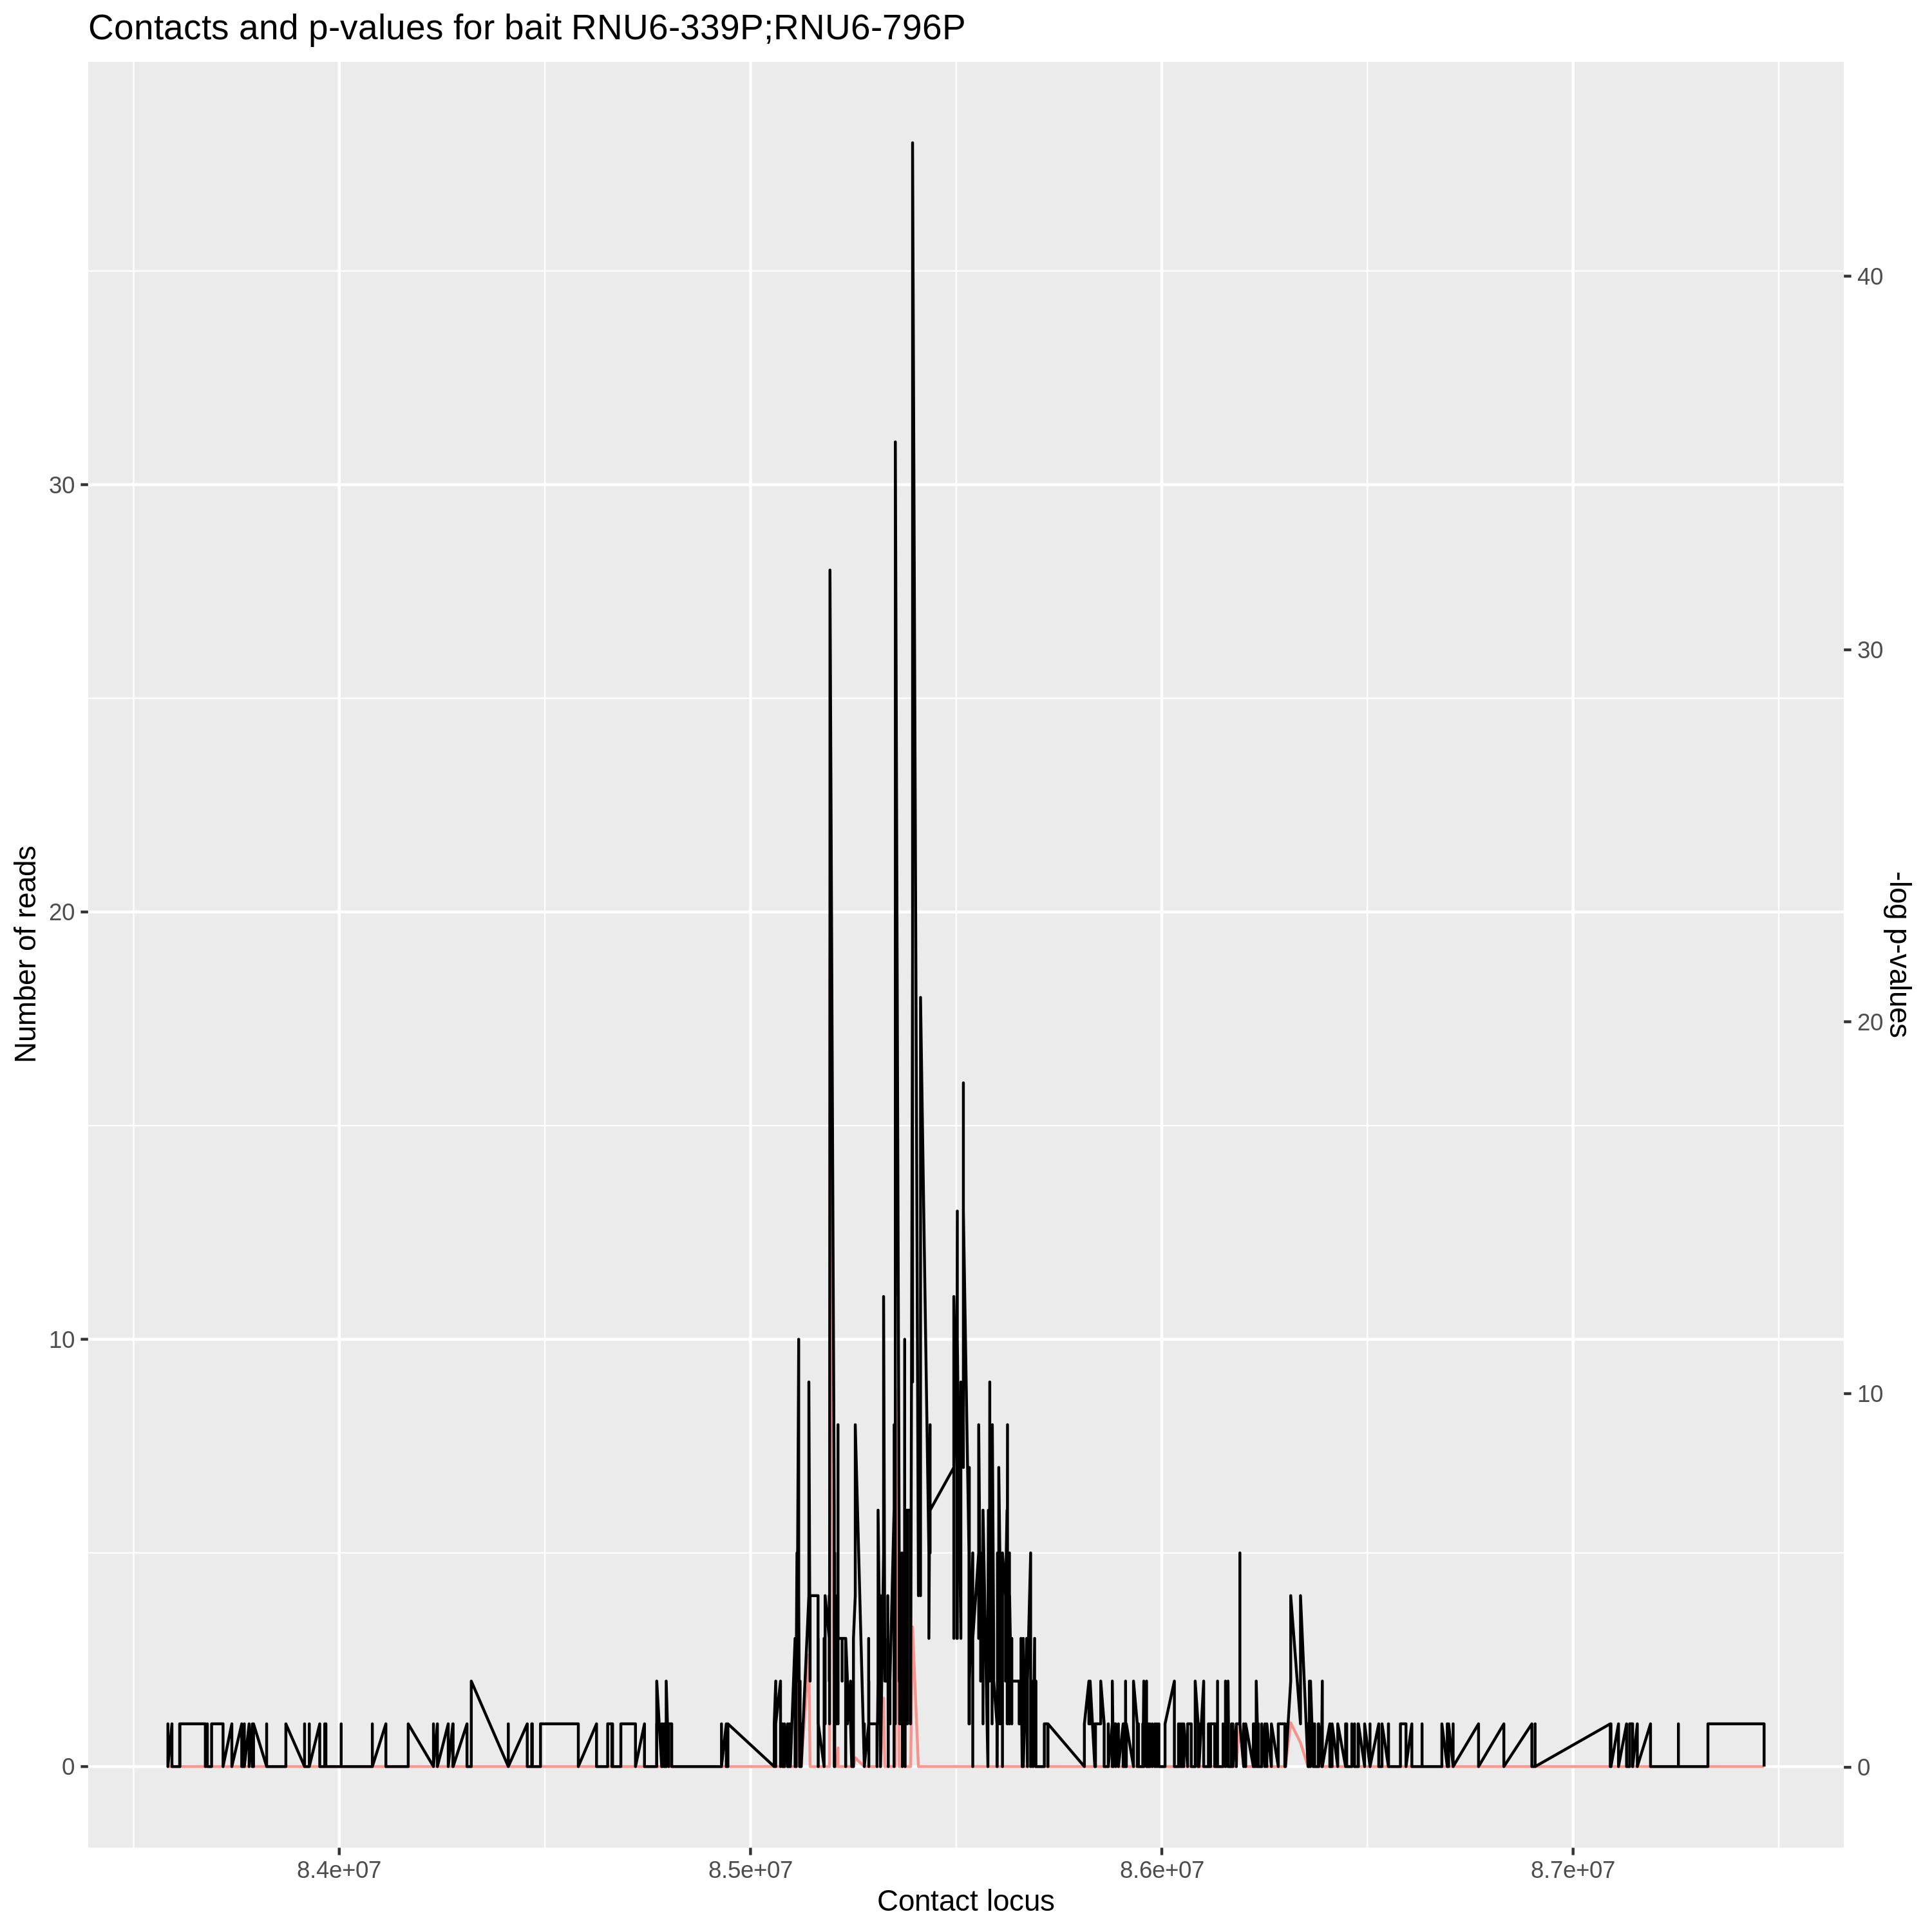 Contacts and p-values for bait RNU6-339P;RNU6-796P
Number of reads
30
20
10
0
40
30
20
10
0
-log p-values
8.4e+07 8.5e+07 8.6e+07 8.7e+07
Contact locus